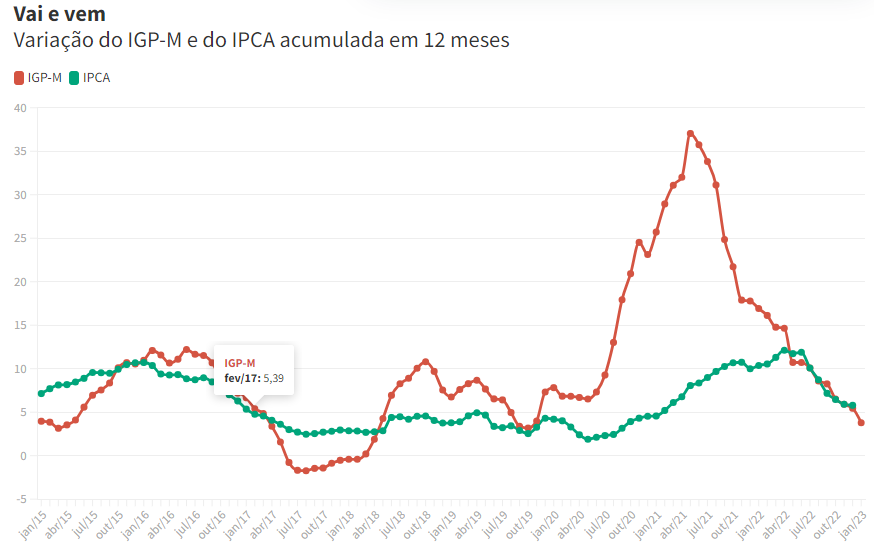 Vai e vem
Variação do IGP-M e do IPCA acumulada em 12 meses
IGP-M IPCA
40
35
30
25
20
15
10
5
0
-5
IGP-M
fev/17: 5,39
jan/15 abr/15 jul/15 out/15 jan/16 abr/16 jul/16 out/16 jan/17 abr/17 jul/17 out/17 jan/18 abr/18 jul/18 out/18 jan/19 abr/19 jul/19 out/19 jan/20 abr/20 jul/20 out/20 jan/21 abr/21 jul/21 out/21 jan/22 abr/22 jul/22 out/22 jan/23